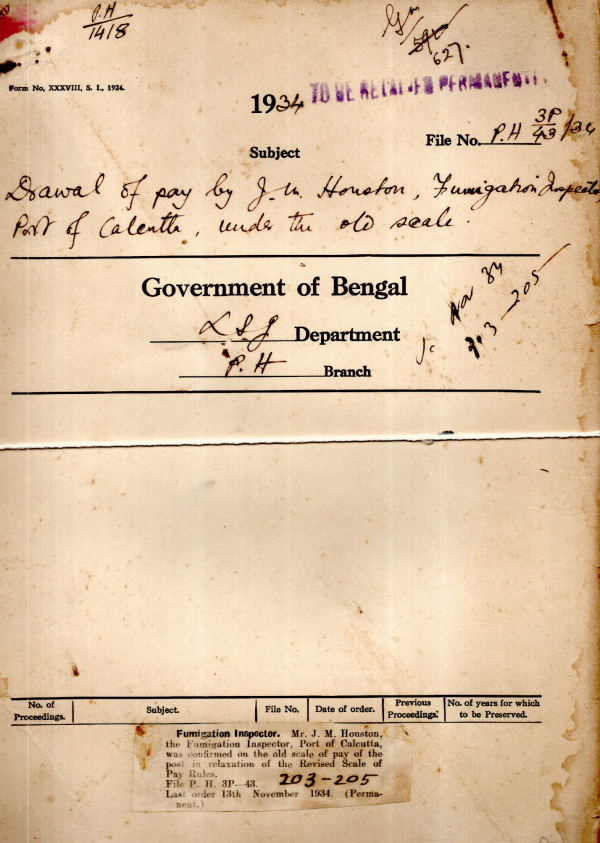 P.H
1418
627.
Form No, XXXVIII, S. I., 1924.
1934 TO BE RETAINED PERMANENTLY
File No. P.H 3P/43/34
Subject
Drawal of pay by J. M. Houston, Fumigation Inspector
Port of Calcutta, under the old scale.
Government of Bengal
L.S.G Department
P.H Branch
Nov 34
203-205
No. of Proceedings. Subject. File No. Date of order. Previous Proceedings. No. of years for which to be Preserved.
Fumigation Inspector. Mr. J. M. Houston,
the Fumigation Inspector, Port of Calcutta,
was confirmed on the old scale of pay of the
post in relaxation of the Revised Scale of
Pay Rules.
File P. H. 3P—43. 203-205
Last order 13th November 1934. (Perma-
nent.)